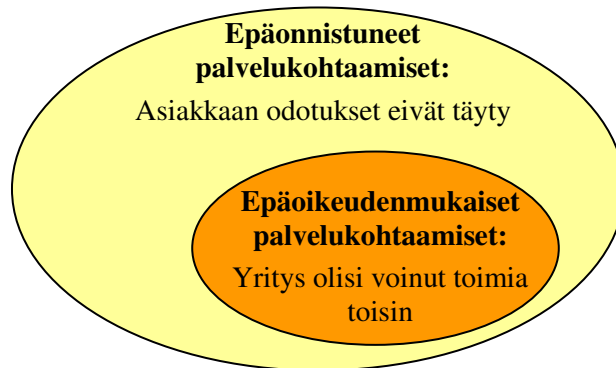 Epäonnistuneet
palvelukohtaamiset:
Asiakkaan odotukset eivät täyty
Epäoikeudenmukaiset
palvelukohtaamiset:
Yritys olisi voinut toimia
toisin